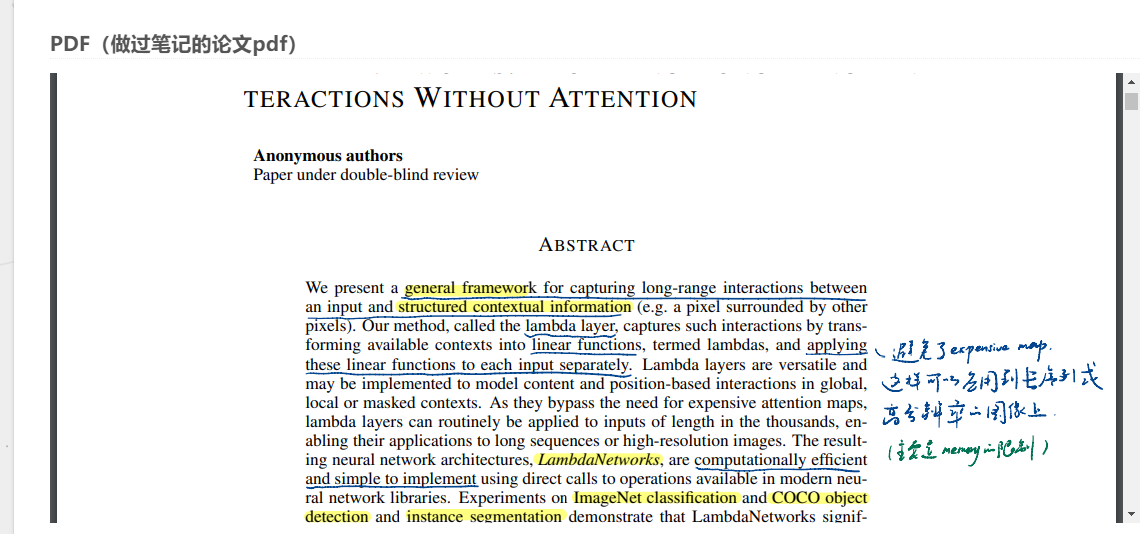 PDF（做过笔记的论文pdf）
TERACTIONS WITHOUT ATTENTION
Anonymous authors
Paper under double-blind review
ABSTRACT
We present a general framework for capturing long-range interactions between
an input and structured contextual information (e.g. a pixel surrounded by other
pixels). Our method, called the lambda layer, captures such interactions by trans-
forming available contexts into linear functions, termed lambdas, and applying
these linear functions to each input separately. Lambda layers are versatile and
may be implemented to model content and position-based interactions in global,
local or masked contexts. As they bypass the need for expensive attention maps,
lambda layers can routinely be applied to inputs of length in the thousands, en-
abling their applications to long sequences or high-resolution images. The result-
ing neural network architectures, LambdaNetworks, are computationally efficient
and simple to implement using direct calls to operations available in modern neu-
ral network libraries. Experiments on ImageNet classification and COCO object
detection and instance segmentation demonstrate that LambdaNetworks signif-
避免了expensive map.
这样可以应用到长序列或
高分辨率的图像上.
(主要是memory的限制)